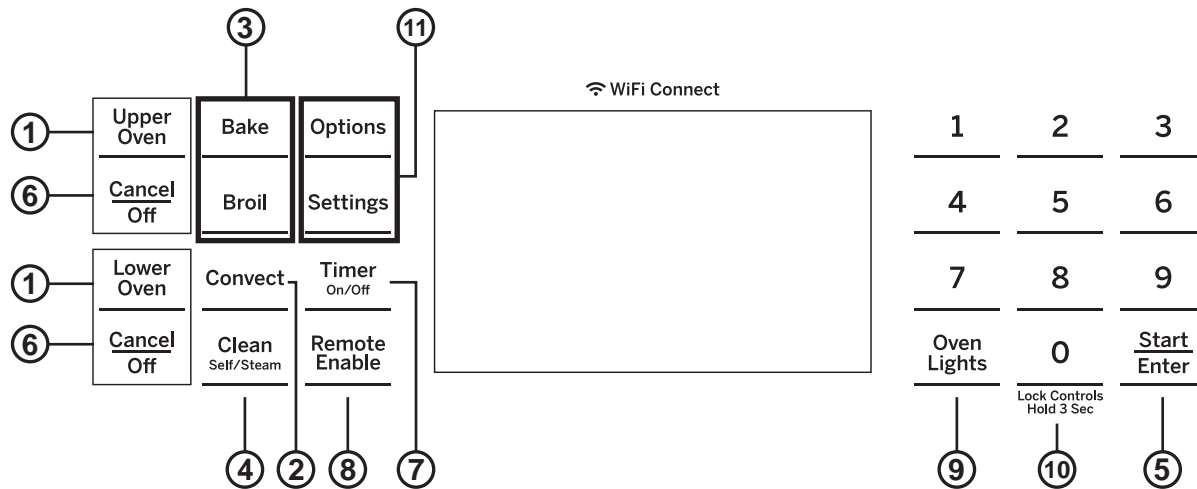 3
11
WiFi Connect
1
Upper
Oven
Bake
Options
1
2
3
6
Cancel
Off
Broil
Settings
4
5
6
1
Lower
Oven
Convect
Timer
On/Off
7
8
9
6
Cancel
Off
Clean
Self/Steam
Remote
Enable
Oven
Lights
0
Start
Enter
Lock Controls
Hold 3 Sec
4
2
8
7
9
10
5